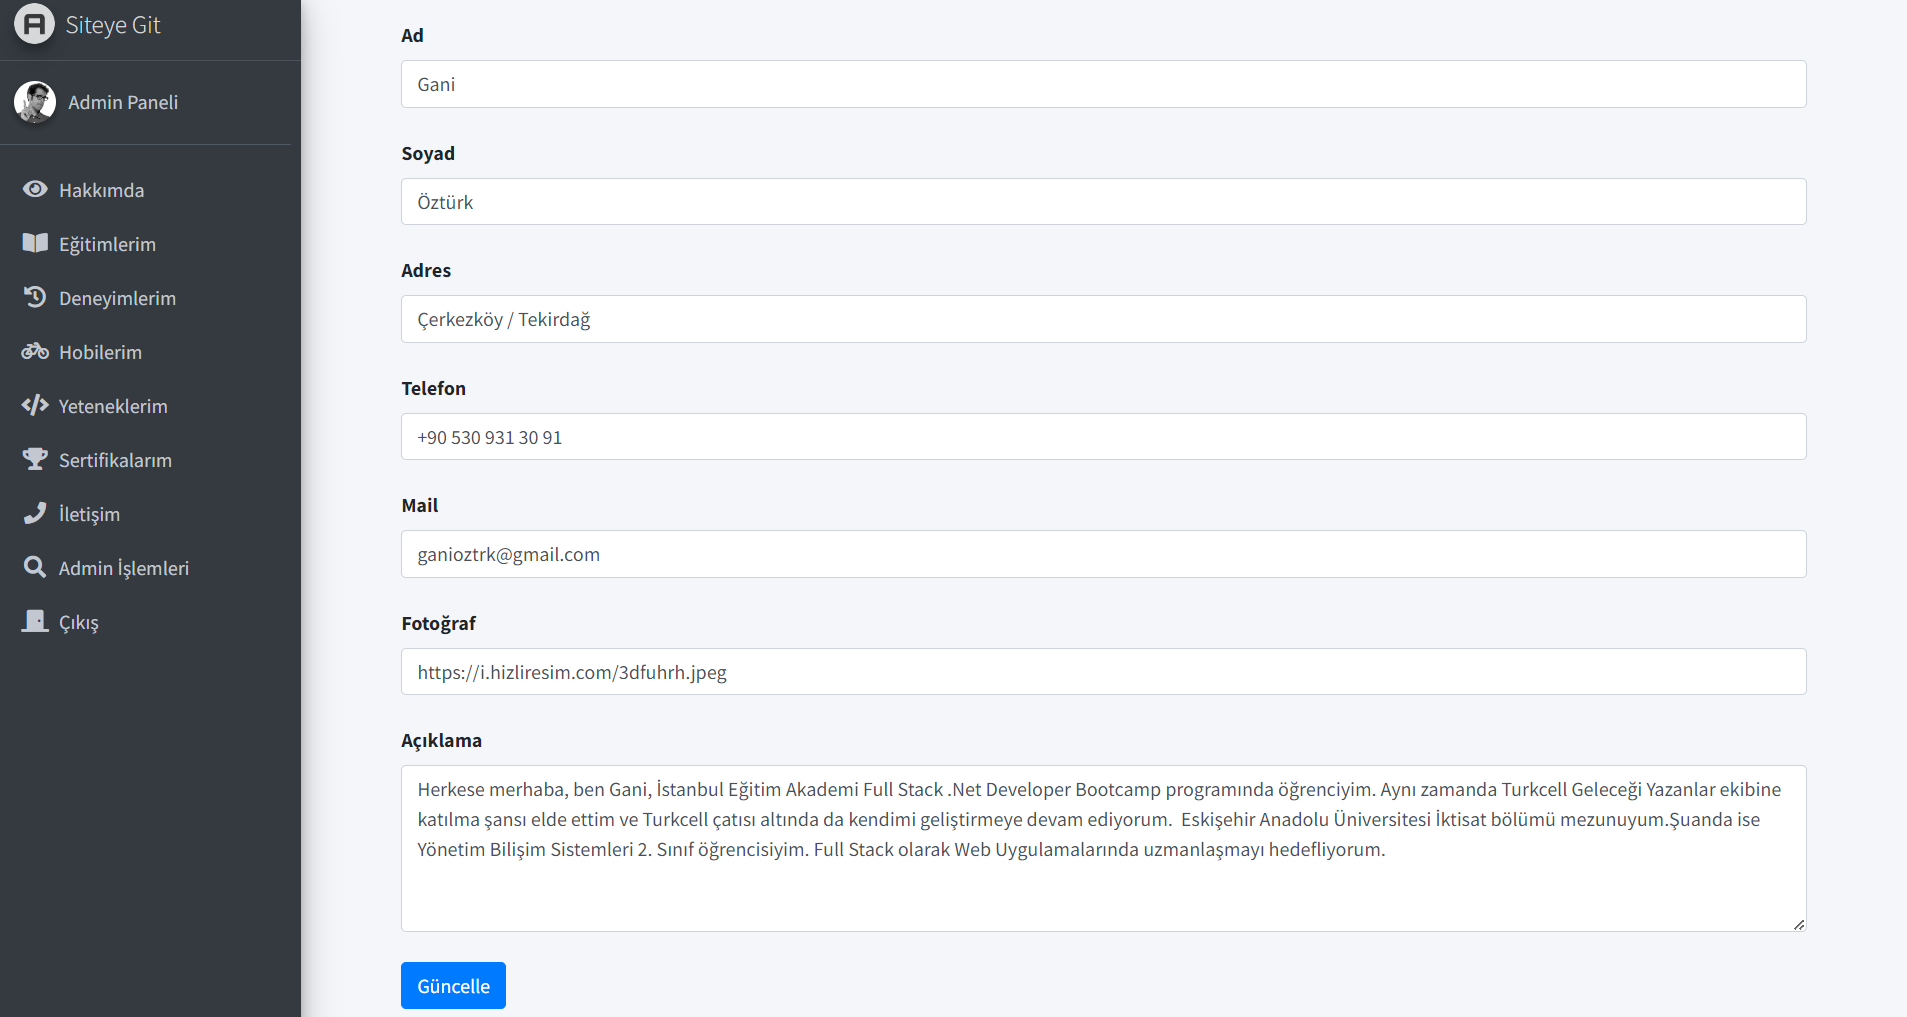 Siteye Git
Admin Paneli
Hakkımda
Eğitimlerim
Deneyimlerim
Hobilerim
Yeteneklerim
Sertifikalarım
İletişim
Admin İşlemleri
Çıkış
Ad
Gani
Soyad
Öztürk
Adres
Çerkezköy / Tekirdağ
Telefon
+90 530 931 30 91
Mail
ganioztrk@gmail.com
Fotoğraf
https://i.hizliresim.com/3dfuhrh.jpeg
Açıklama
Herkese merhaba, ben Gani, İstanbul Eğitim Akademi Full Stack .Net Developer Bootcamp programında öğrenciyim. Aynı zamanda Turkcell Geleceği Yazanlar ekibine
katılma şansı elde ettim ve Turkcell çatısı altında da kendimi geliştirmeye devam ediyorum.  Eskişehir Anadolu Üniversitesi İktisat bölümü mezunuyum.Şuanda ise
Yönetim Bilişim Sistemleri 2. Sınıf öğrencisiyim. Full Stack olarak Web Uygulamalarında uzmanlaşmayı hedefliyorum.
Güncelle